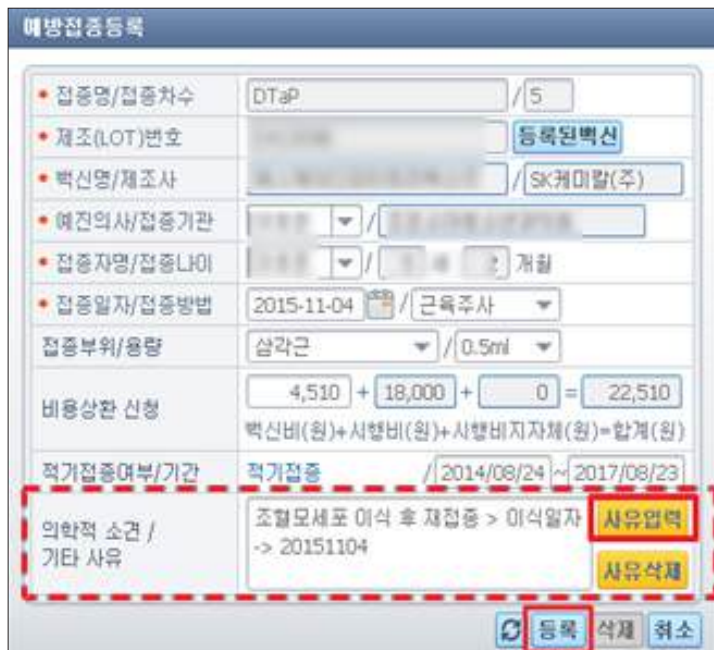 예방접종등록
• 접종명/접종차수 DTaP / 5
• 제조(LOT)번호 등록된백신
• 백신명/제조사 / SK케미칼(주)
• 예진의사/접종기관 /
• 접종자명/접종나이 / 세 2 개월
• 접종일자/접종방법 2015-11-04 / 근육주사
접종부위/용량 삼각근 / 0.5ml
비용상환 신청 4,510 + 18,000 + 0 = 22,510
백신비(원)+시행비(원)+시행비지자체(원)=합계(원)
적기접종여부/기간 적기접종 / 2014/08/24 ~ 2017/08/23
의학적 소견 /
기타 사유
조혈모세포 이식 후 재접종 > 이식일자
-> 20151104
사유입력
사유삭제
등록 삭제 취소